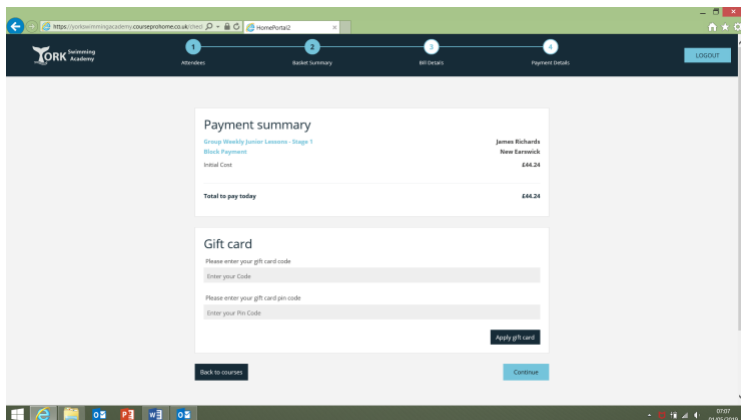 https://yorkswimmingacademy.courseprohome.co.uk/chec
HomePortal2
YORK Swimming Academy
1
2
3
4
Attendees
Basket Summary
Bill Details
Payment Details
LOGOUT
Payment summary
Group Weekly Junior Lessons - Stage 1
James Richards
Block Payment
New Earswick
Initial Cost
£44.24
Total to pay today
£44.24
Gift card
Please enter your gift card code
Enter your Code
Please enter your gift card pin code
Enter your Pin Code
Apply gift card
Back to courses
Continue
07:07
01/05/2019